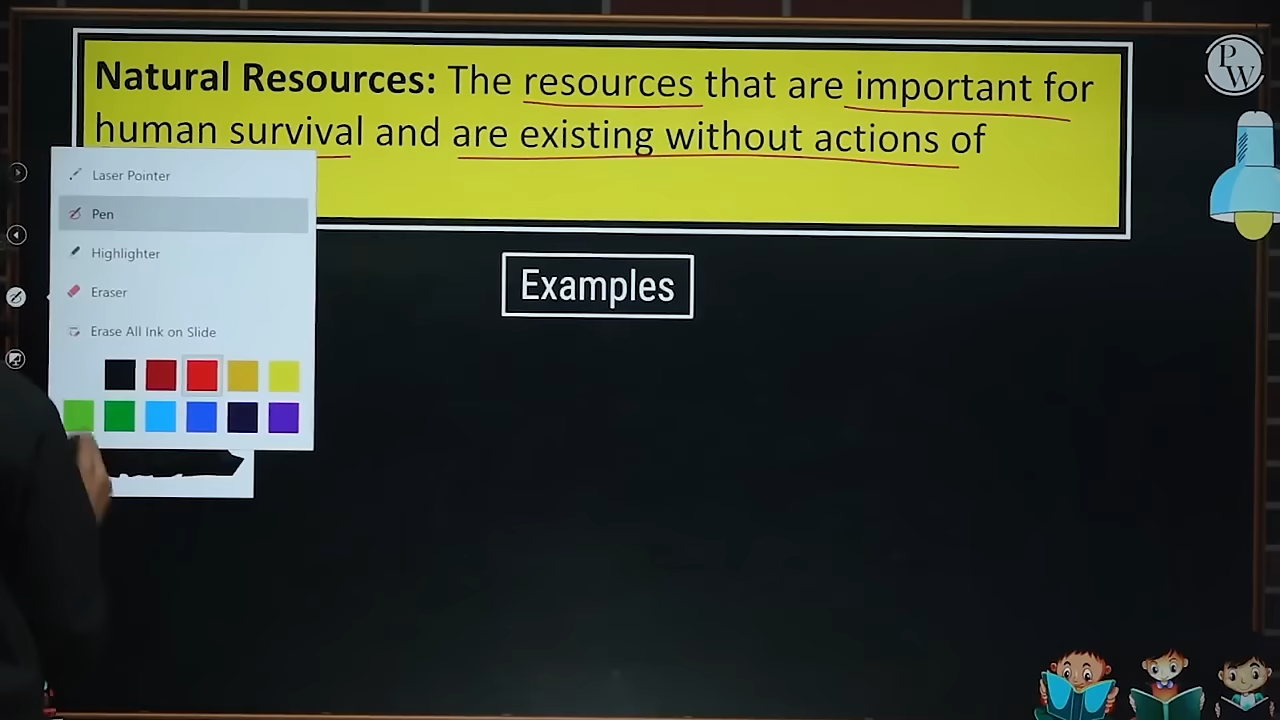 Natural Resources: The resources that are important for
human survival and are existing without actions of
Laser Pointer
Pen
Highlighter
Eraser
Erase All Ink on Slide
Examples
PW